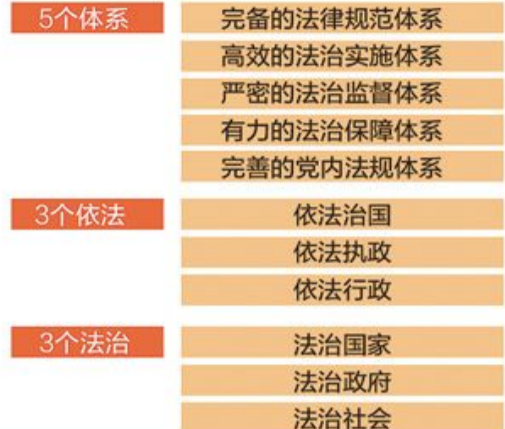 5个体系
完备的法律规范体系
高效的法治实施体系
严密的法治监督体系
有力的法治保障体系
完善的党内法规体系
3个依法
依法治国
依法执政
依法行政
3个法治
法治国家
法治政府
法治社会